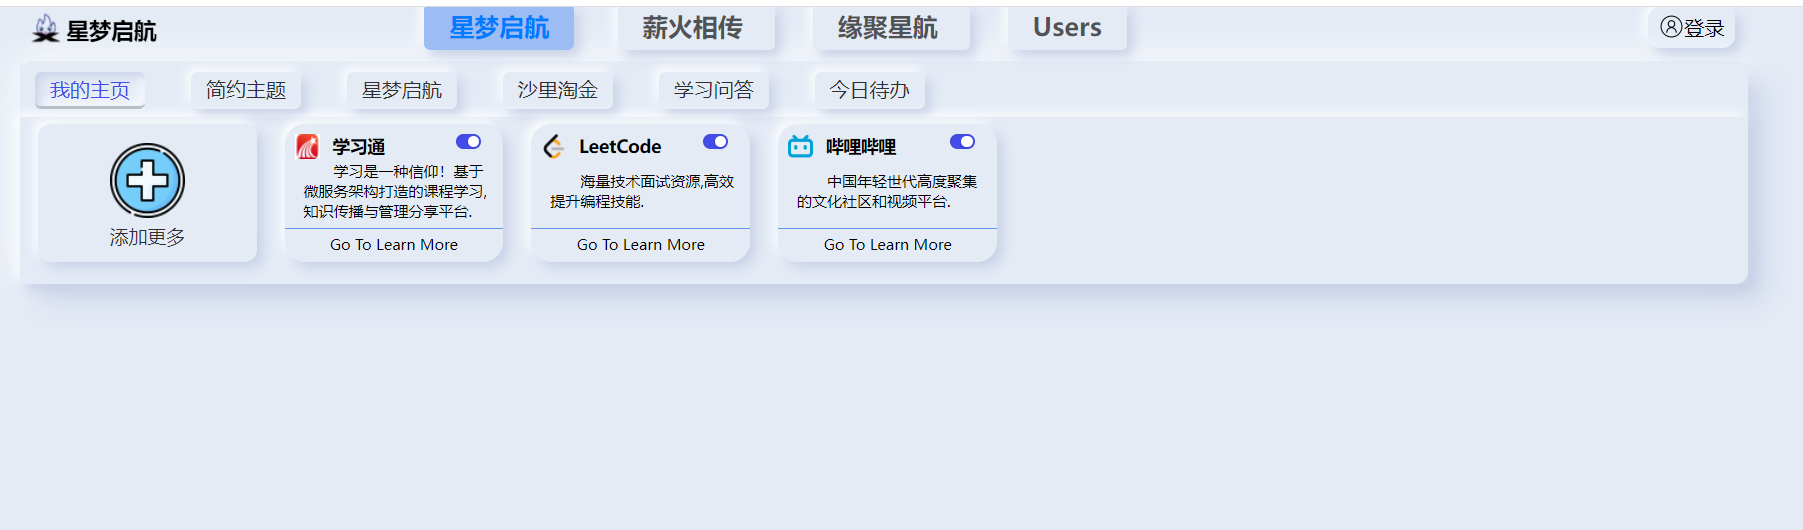 星梦启航
星梦启航 薪火相传 缘聚星航 Users
登录
我的主页 简约主题 星梦启航 沙里淘金 学习问答 今日待办
添加更多
学习通
学习是一种信仰！基于
微服务架构打造的课程学习,
知识传播与管理分享平台.
Go To Learn More
LeetCode
海量技术面试资源,高效
提升编程技能.
Go To Learn More
哔哩哔哩
中国年轻世代高度聚集
的文化社区和视频平台.
Go To Learn More